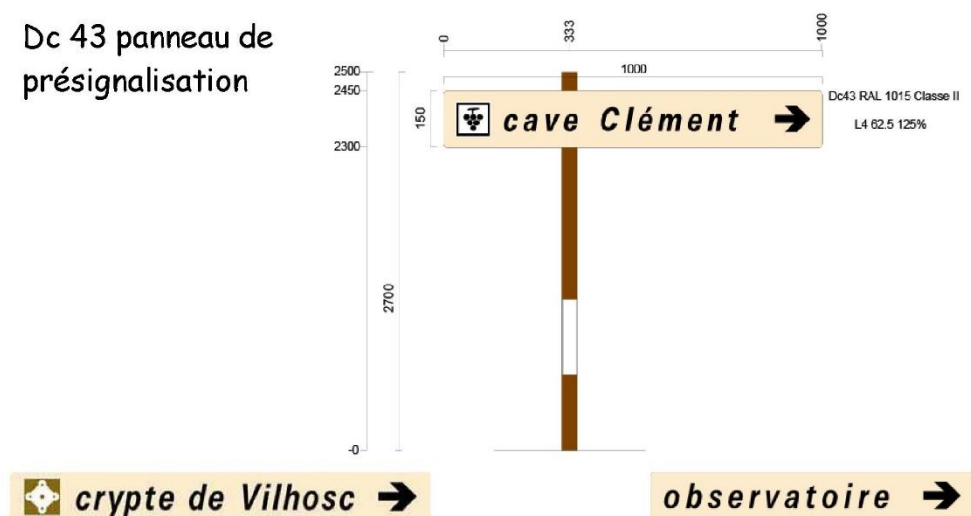 Dc 43 panneau de
présignalisation
0
333
1000
1000
2500
2450
2300
150
cave Clément
Dc43 RAL 1015 Classe II
L4 62.5 125%
2700
-0
crypte de Vilhosc
observatoire